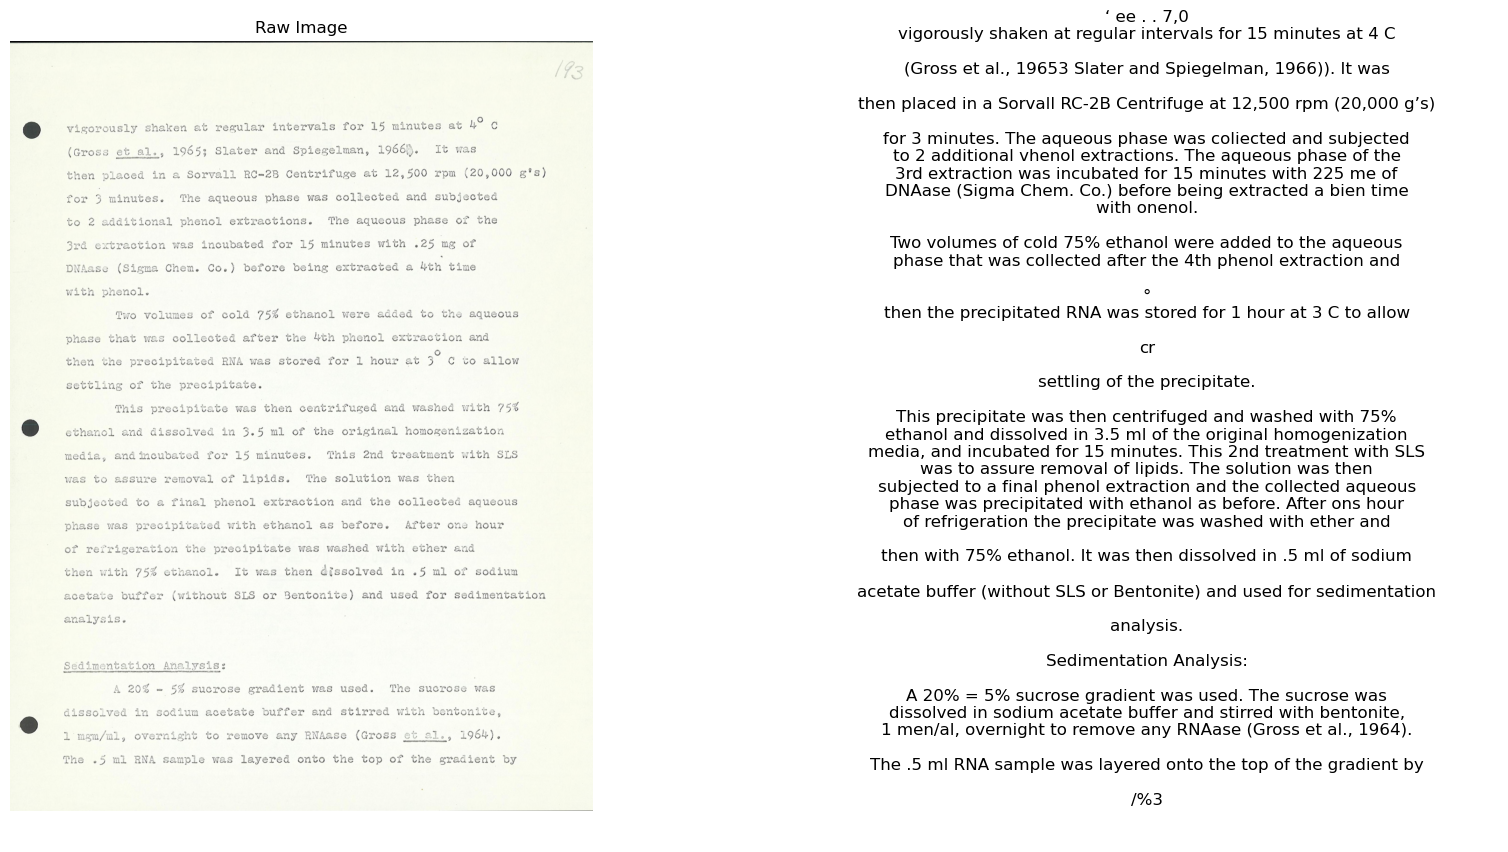 Raw Image
193
vigorously shaken at regular intervals for 15 minutes at 4° C
(Gross et al., 1965; Slater and Spiegelman, 1966). It was
then placed in a Sorvall RC-2B Centrifuge at 12,500 rpm (20,000 g's)
for 3 minutes. The aqueous phase was collected and subjected
to 2 additional phenol extractions. The aqueous phase of the
3rd extraction was incubated for 15 minutes with .25 mg of
DNAase (Sigma Chem. Co.) before being extracted a 4th time
with phenol.
Two volumes of cold 75% ethanol were added to the aqueous
phase that was collected after the 4th phenol extraction and
then the precipitated RNA was stored for 1 hour at 3° C to allow
settling of the precipitate.
This precipitate was then centrifuged and washed with 75%
ethanol and dissolved in 3.5 ml of the original homogenization
media, and incubated for 15 minutes. This 2nd treatment with SLS
was to assure removal of lipids. The solution was then
subjected to a final phenol extraction and the collected aqueous
phase was precipitated with ethanol as before. After one hour
of refrigeration the precipitate was washed with ether and
then with 75% ethanol. It was then dissolved in .5 ml of sodium
acetate buffer (without SLS or Bentonite) and used for sedimentation
analysis.
Sedimentation Analysis:
A 20% - 5% sucrose gradient was used. The sucrose was
dissolved in sodium acetate buffer and stirred with bentonite,
1 mgm/ml, overnight to remove any RNAase (Gross et al., 1964).
The .5 ml RNA sample was layered onto the top of the gradient by
‘ ee . . 7,0
vigorously shaken at regular intervals for 15 minutes at 4 C
(Gross et al., 19653 Slater and Spiegelman, 1966)). It was
then placed in a Sorvall RC-2B Centrifuge at 12,500 rpm (20,000 g’s)
for 3 minutes. The aqueous phase was coliected and subjected
to 2 additional vhenol extractions. The aqueous phase of the
3rd extraction was incubated for 15 minutes with 225 me of
DNAase (Sigma Chem. Co.) before being extracted a bien time
with onenol.
Two volumes of cold 75% ethanol were added to the aqueous
phase that was collected after the 4th phenol extraction and
°
then the precipitated RNA was stored for 1 hour at 3 C to allow
cr
settling of the precipitate.
This precipitate was then centrifuged and washed with 75%
ethanol and dissolved in 3.5 ml of the original homogenization
media, and incubated for 15 minutes. This 2nd treatment with SLS
was to assure removal of lipids. The solution was then
subjected to a final phenol extraction and the collected aqueous
phase was precipitated with ethanol as before. After ons hour
of refrigeration the precipitate was washed with ether and
then with 75% ethanol. It was then dissolved in .5 ml of sodium
acetate buffer (without SLS or Bentonite) and used for sedimentation
analysis.
Sedimentation Analysis:
A 20% = 5% sucrose gradient was used. The sucrose was
dissolved in sodium acetate buffer and stirred with bentonite,
1 men/al, overnight to remove any RNAase (Gross et al., 1964).
The .5 ml RNA sample was layered onto the top of the gradient by
/%3